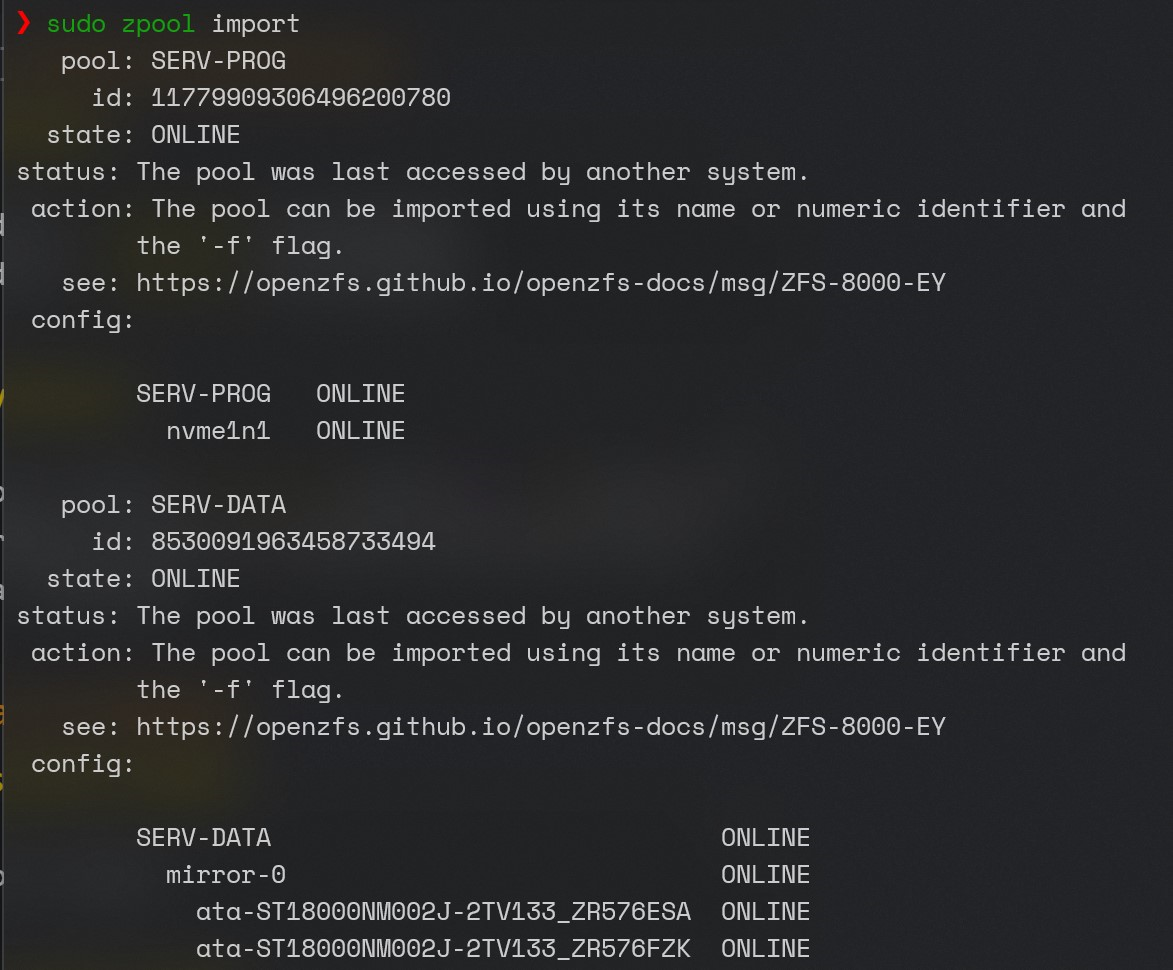 ❯ sudo zpool import
   pool: SERV-PROG
     id: 11779909306496200780
  state: ONLINE
status: The pool was last accessed by another system.
 action: The pool can be imported using its name or numeric identifier and
        the '-f' flag.
   see: https://openzfs.github.io/openzfs-docs/msg/ZFS-8000-EY
 config:

        SERV-PROG   ONLINE
          nvme1n1   ONLINE

   pool: SERV-DATA
     id: 8530091963458733494
  state: ONLINE
status: The pool was last accessed by another system.
 action: The pool can be imported using its name or numeric identifier and
        the '-f' flag.
   see: https://openzfs.github.io/openzfs-docs/msg/ZFS-8000-EY
 config:

        SERV-DATA                              ONLINE
          mirror-0                             ONLINE
            ata-ST18000NM002J-2TV133_ZR576ESA  ONLINE
            ata-ST18000NM002J-2TV133_ZR576FZK  ONLINE